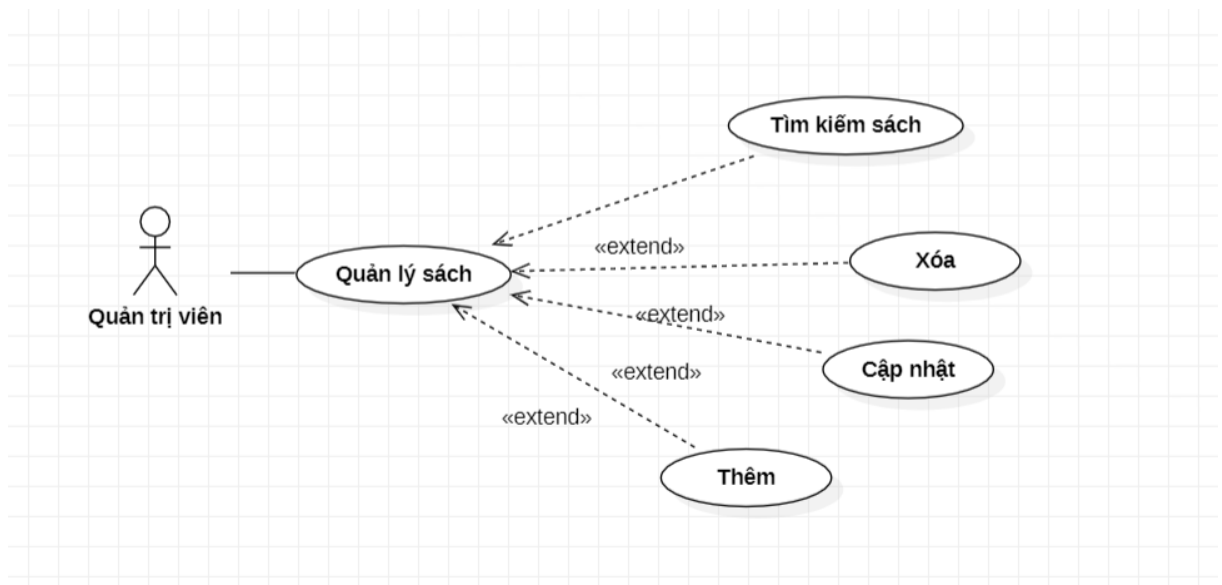 Tìm kiếm sách
«extend»
Xóa
Quản lý sách
Quản trị viên
«extend»
Cập nhật
«extend»
«extend»
Thêm